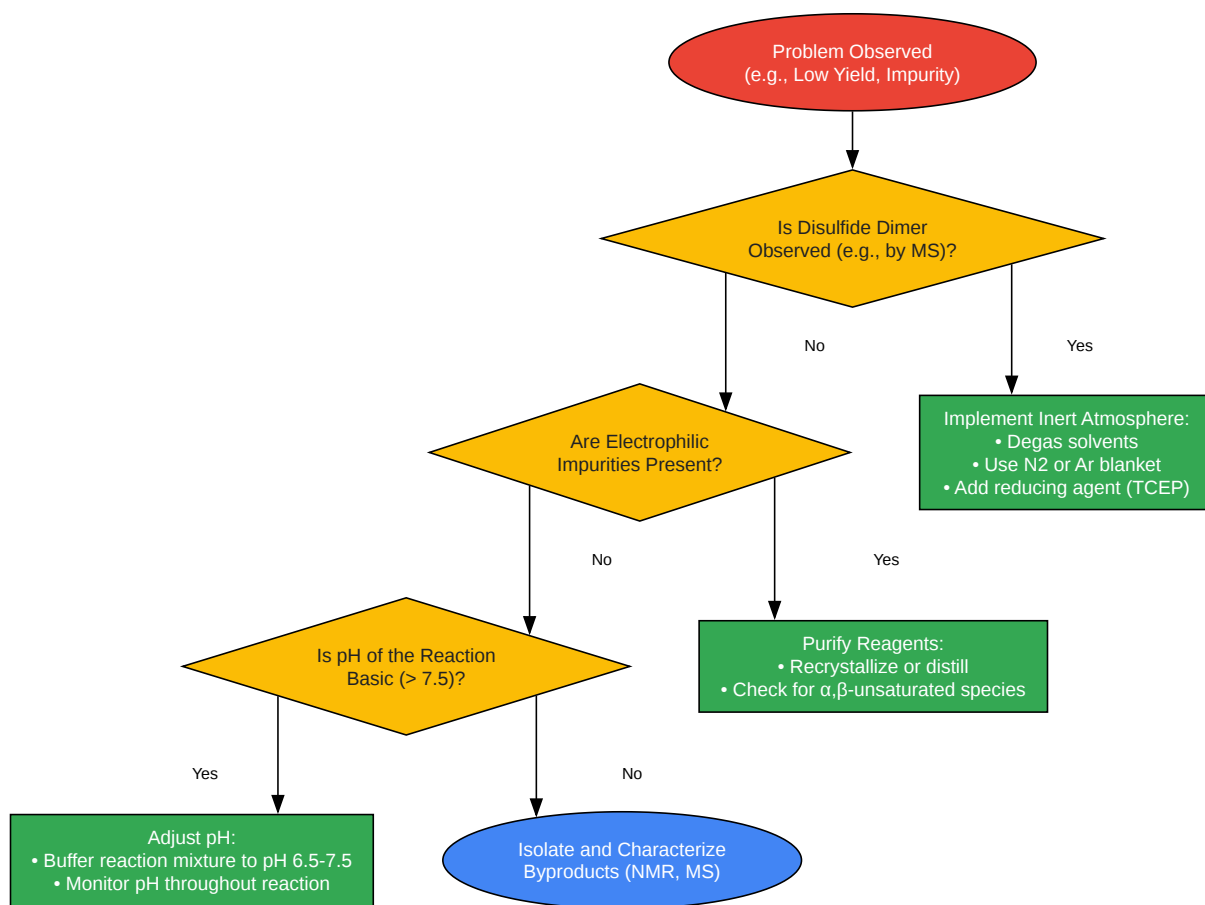 Problem Observed
(e.g., Low Yield, Impurity)
Is Disulfide Dimer
Observed (e.g., by MS)?
No
Yes
Are Electrophilic
Impurities Present?
Implement Inert Atmosphere:
• Degas solvents
• Use N2 or Ar blanket
• Add reducing agent (TCEP)
No
Yes
Is pH of the Reaction
Basic (> 7.5)?
Purify Reagents:
• Recrystallize or distill
• Check for α,β-unsaturated species
Yes
No
Adjust pH:
• Buffer reaction mixture to pH 6.5-7.5
• Monitor pH throughout reaction
Isolate and Characterize
Byproducts (NMR, MS)